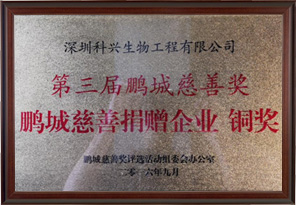 深圳科兴生物工程有限公司
第三届鹏城慈善奖
鹏城慈善捐赠企业 铜奖
鹏城慈善奖评选活动组委会办公室
二〇一六年九月